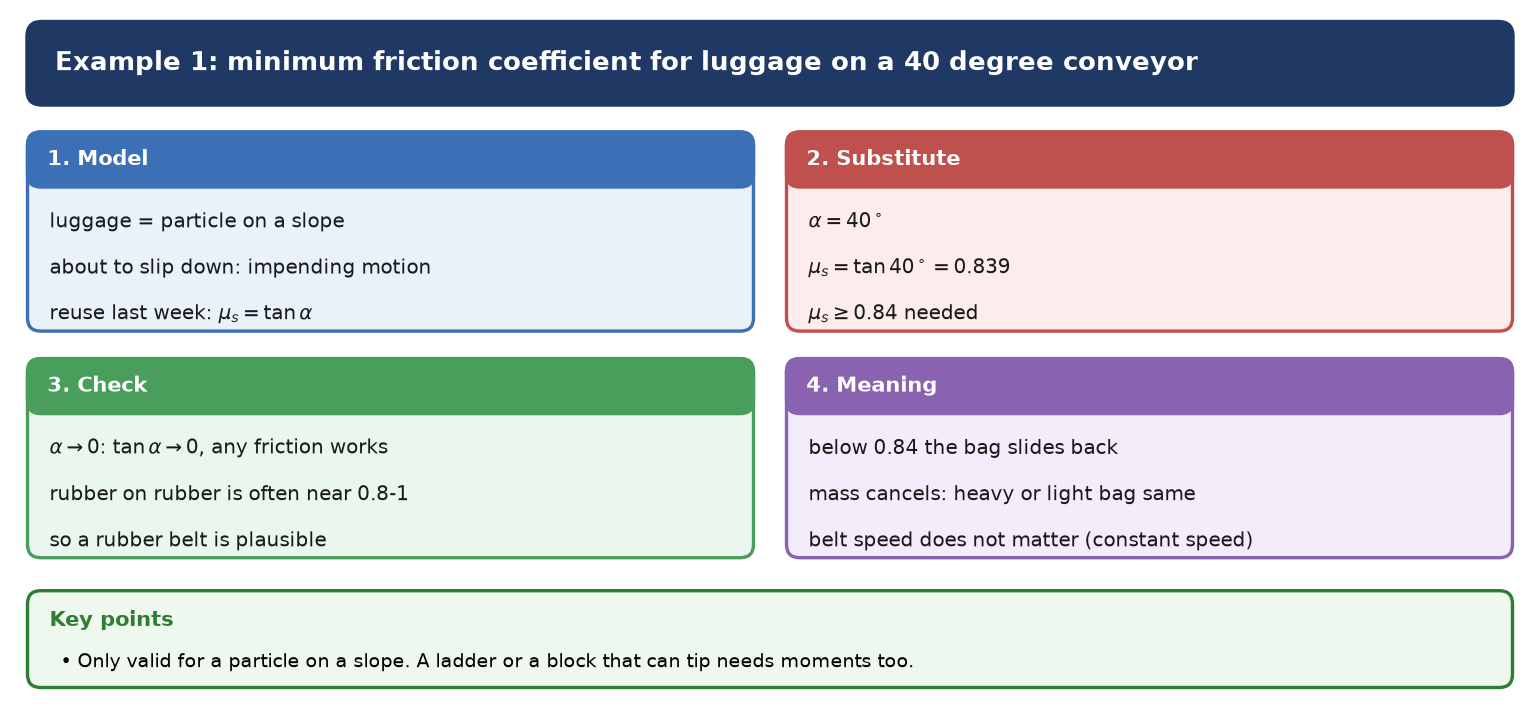 Example 1: minimum friction coefficient for luggage on a 40 degree conveyor
1. Model
luggage = particle on a slope
about to slip down: impending motion
reuse last week: μₛ = tan α
2. Substitute
α = 40°
μₛ = tan 40° = 0.839
μₛ ≥ 0.84 needed
3. Check
α → 0: tan α → 0, any friction works
rubber on rubber is often near 0.8-1
so a rubber belt is plausible
4. Meaning
below 0.84 the bag slides back
mass cancels: heavy or light bag same
belt speed does not matter (constant speed)
Key points
• Only valid for a particle on a slope. A ladder or a block that can tip needs moments too.